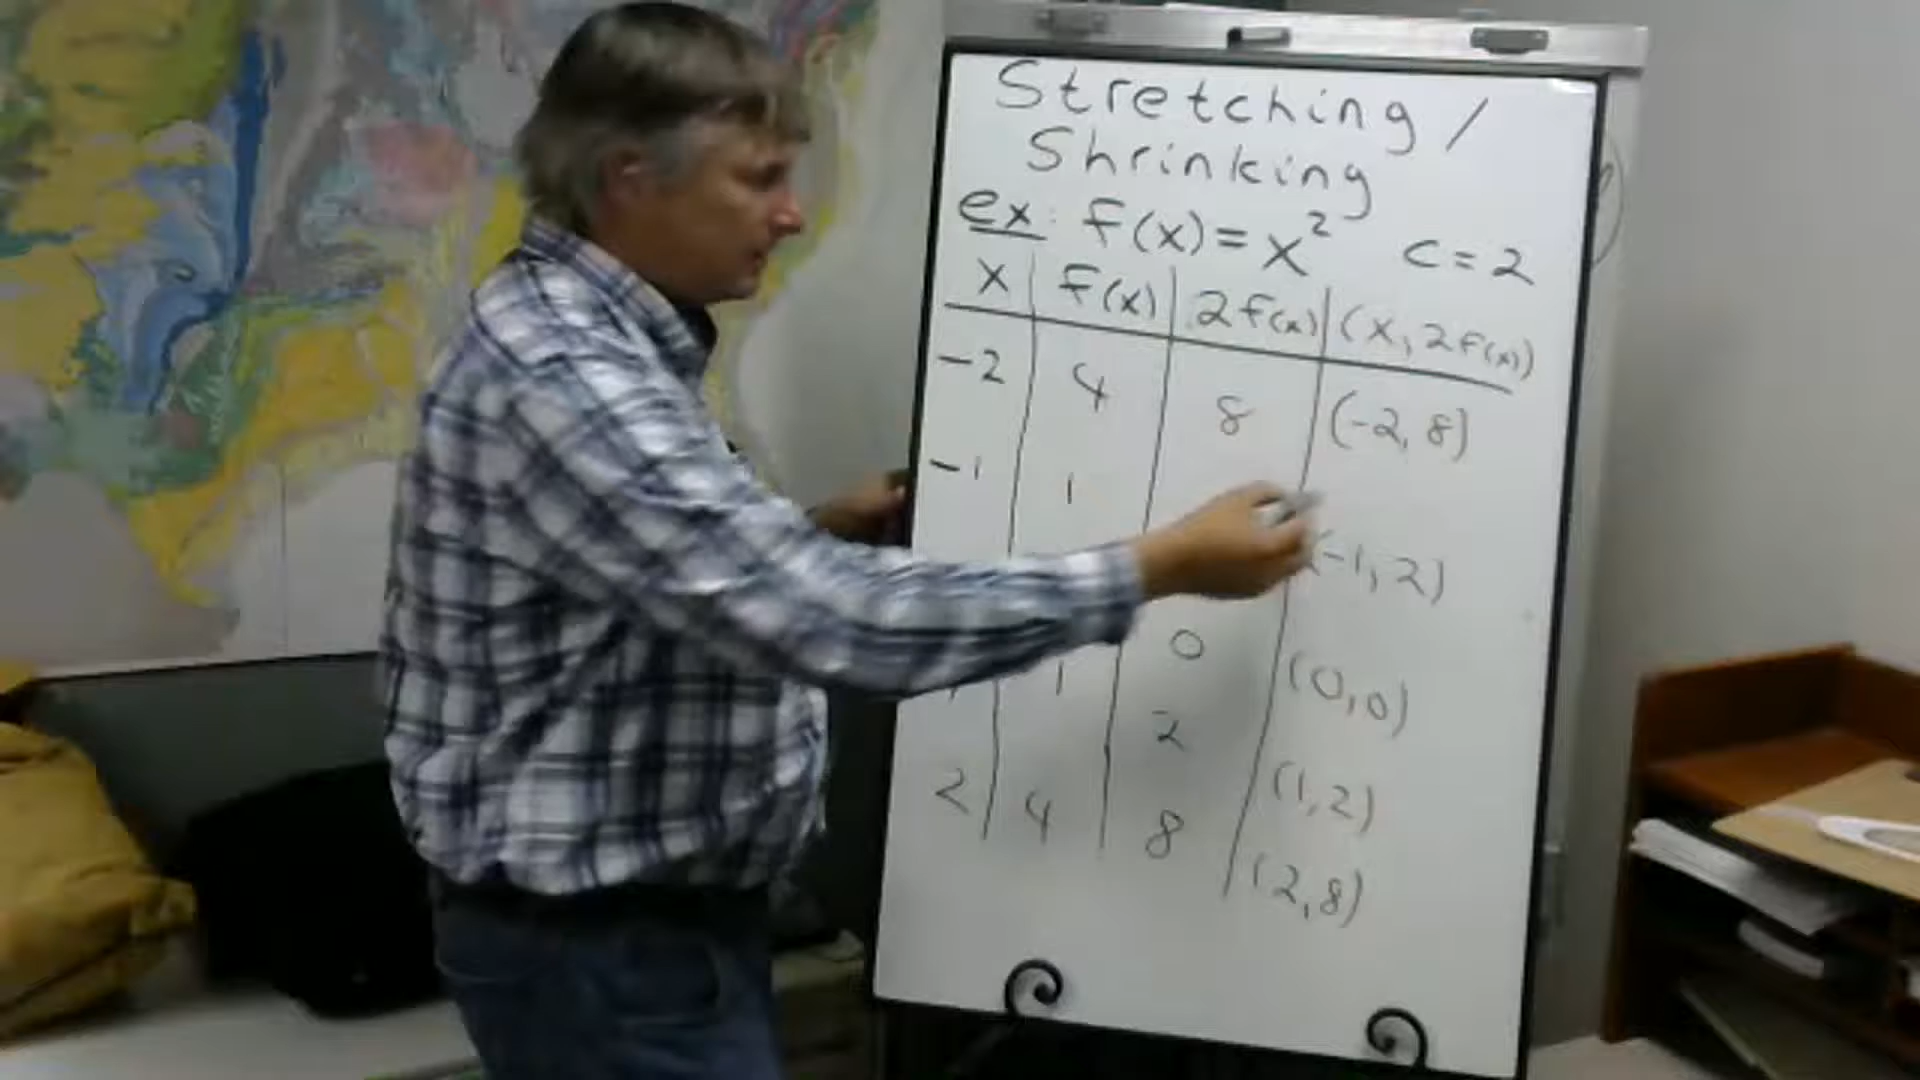 Stretching /
Shrinking
ex: f(x) = x² c = 2
x f(x) 2f(x) (x, 2f(x))
-2 4 8 (-2, 8)
-1 1 (-1, 2)
0 (0, 0)
1 2 (1, 2)
2 4 8 (2, 8)